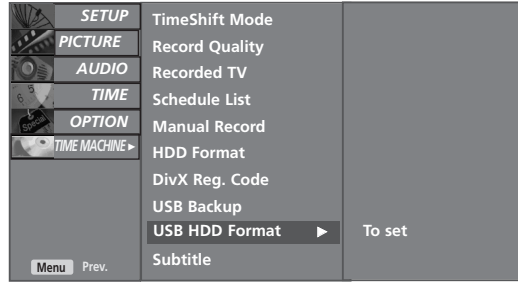 SETUP
PICTURE
AUDIO
TIME
OPTION
TIME MACHINE
TimeShift Mode
Record Quality
Recorded TV
Schedule List
Manual Record
HDD Format
DivX Reg. Code
USB Backup
USB HDD Format ► To set
Subtitle
Menu Prev.